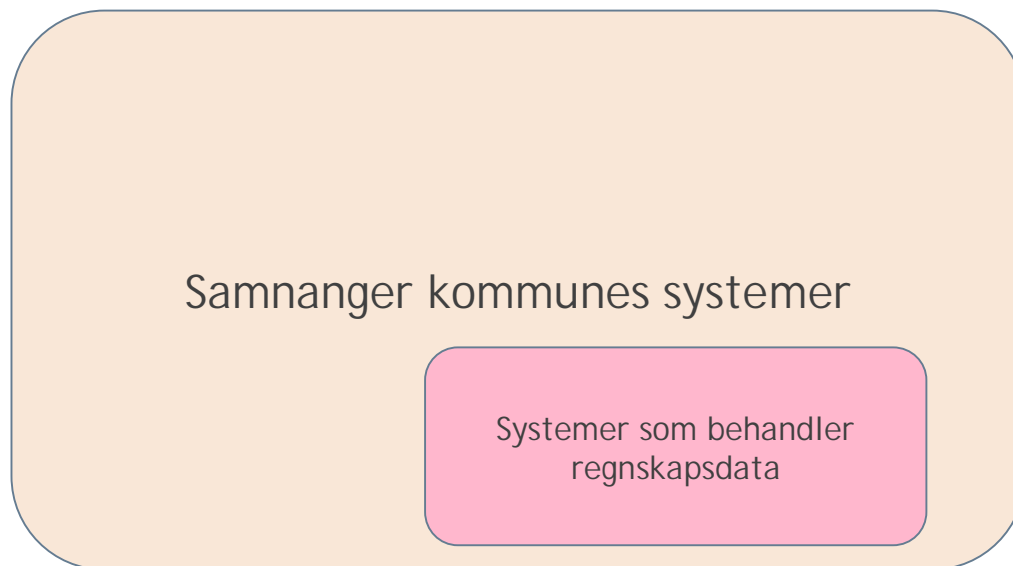 Samnanger kommunes systemer
Systemer som behandler
regnskapsdata